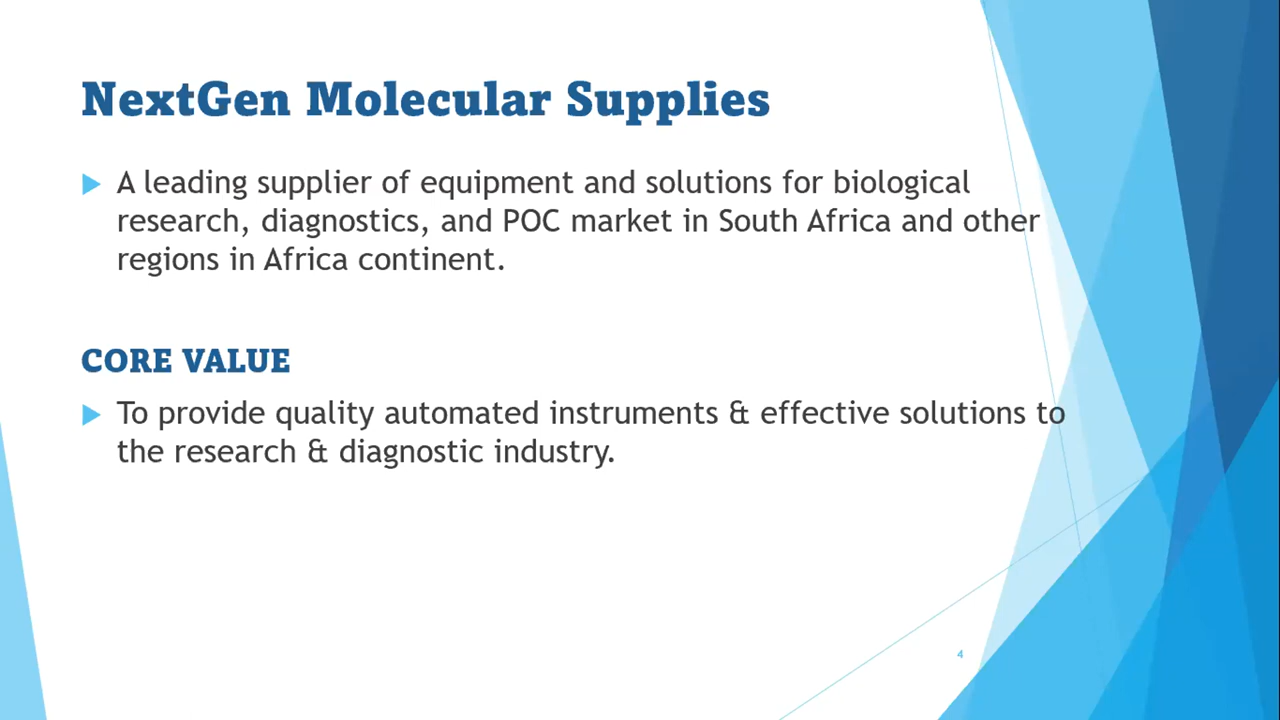 NextGen Molecular Supplies
A leading supplier of equipment and solutions for biological
research, diagnostics, and POC market in South Africa and other
regions in Africa continent.
CORE VALUE
To provide quality automated instruments & effective solutions to
the research & diagnostic industry.
4